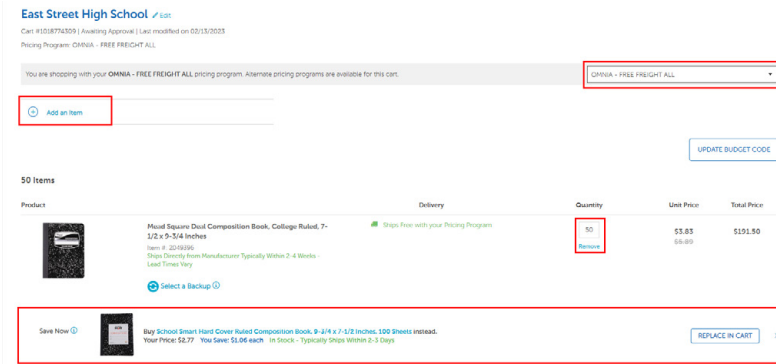 East Street High School Edit
Cart #1018774309 | Awaiting Approval | Last modified on 02/13/2023
Pricing Program: OMNIA - FREE FREIGHT ALL
You are shopping with your OMNIA - FREE FREIGHT ALL pricing program. Alternate pricing programs are available for this cart.
OMNIA - FREE FREIGHT ALL
Add an Item
UPDATE BUDGET CODE
50 Items
Product Delivery Quantity Unit Price Total Price
Mead Square Deal Composition Book, College Ruled, 7-
1/2 x 9-3/4 Inches
Item #: 2049396
Ships Directly from Manufacturer Typically Within 2-4 Weeks -
Lead Times Vary
Select a Backup
Ships Free with your Pricing Program
50
Remove
$3.83
$191.50
Save Now
Buy School Smart Hard Cover Ruled Composition Book, 9-3/4 x 7-1/2 Inches, 100 Sheets instead.
Your Price: $2.77 You Save: $1.06 each In Stock - Typically Ships Within 2-3 Days
REPLACE IN CART